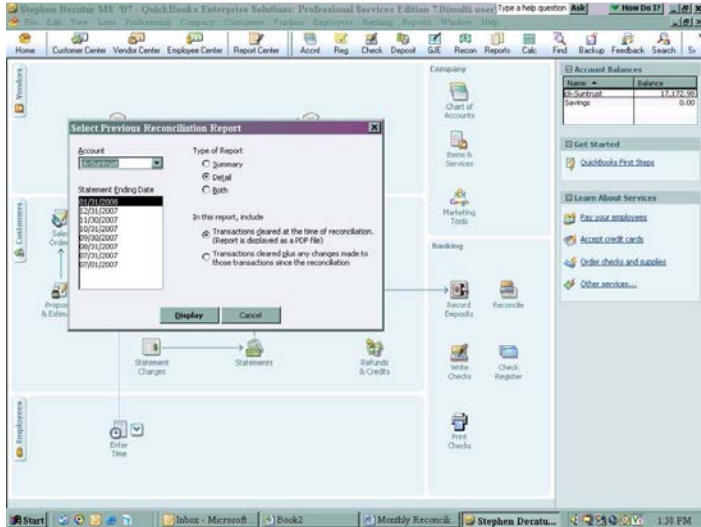 Stephen Decatur MS '07 - QuickBooks Enterprise Solutions: Professional Services Edition 7.0(multi-user
Type a help question
Ask
How Do I?
File Edit View Lists Professional Company Customers Vendors Employees Banking Reports Window Help
Home Customer Center Vendor Center Employee Center Report Center Accnt Reg Check Deposit GJE Recon Reports Calc Find Backup Feedback Search
Vendors
Customers
Employees
Select Previous Reconciliation Report
Account
ck-Suntrust
Statement Ending Date
01/31/2008
12/31/2007
11/30/2007
10/31/2007
09/30/2007
08/31/2007
07/31/2007
07/01/2007
Type of Report
Summary
Detail
Both
In this report, include
Transactions cleared at the time of reconciliation.
(Report is displayed as a PDF file)
Transactions cleared plus any changes made to
those transactions since the reconciliation
Display
Cancel
Statement
Charges
Statements
Refunds
& Credits
Enter
Time
Company
Chart of
Accounts
Items &
Services
Google
Marketing
Tools
Banking
Record
Deposits
Reconcile
Write
Checks
Check
Register
Print
Checks
Account Balances
Name Balance
ck-Suntrust 17,172.98
Savings 0.00
Get Started
QuickBooks First Steps
Learn About Services
Pay your employees
Accept credit cards
Order checks and supplies
Other services...
Start
Inbox - Microsoft
Book2
Monthly Reconcili
Stephen Decatu...
1:38 PM